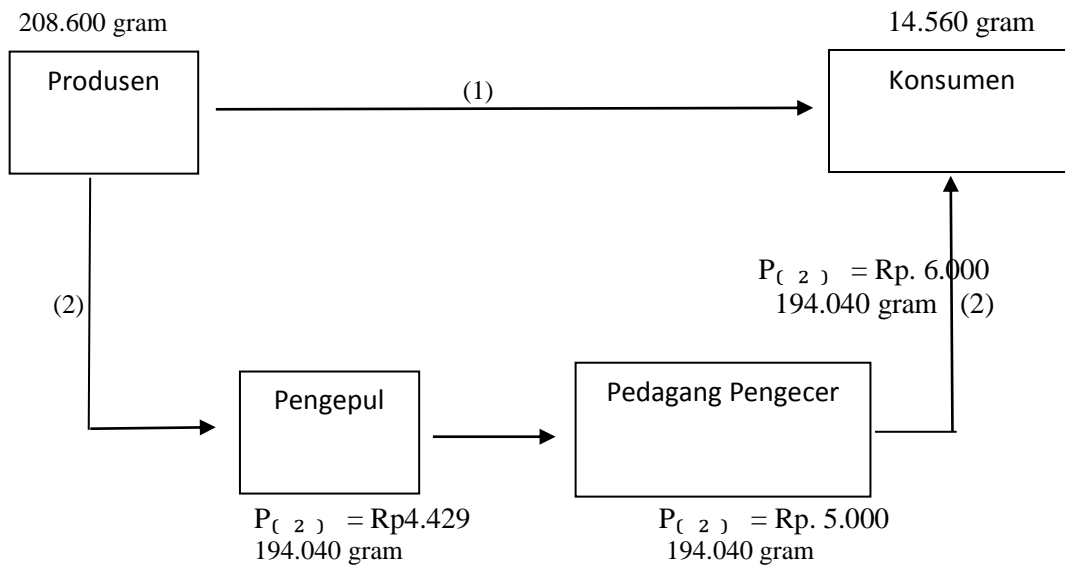 208.600 gram
14.560 gram
Produsen
Konsumen
(1)
P( 2 ) = Rp. 6.000
(2)
194.040 gram (2)
Pengepul
Pedagang Pengecer
P( 2 ) = Rp4.429
P( 2 ) = Rp. 5.000
194.040 gram
194.040 gram